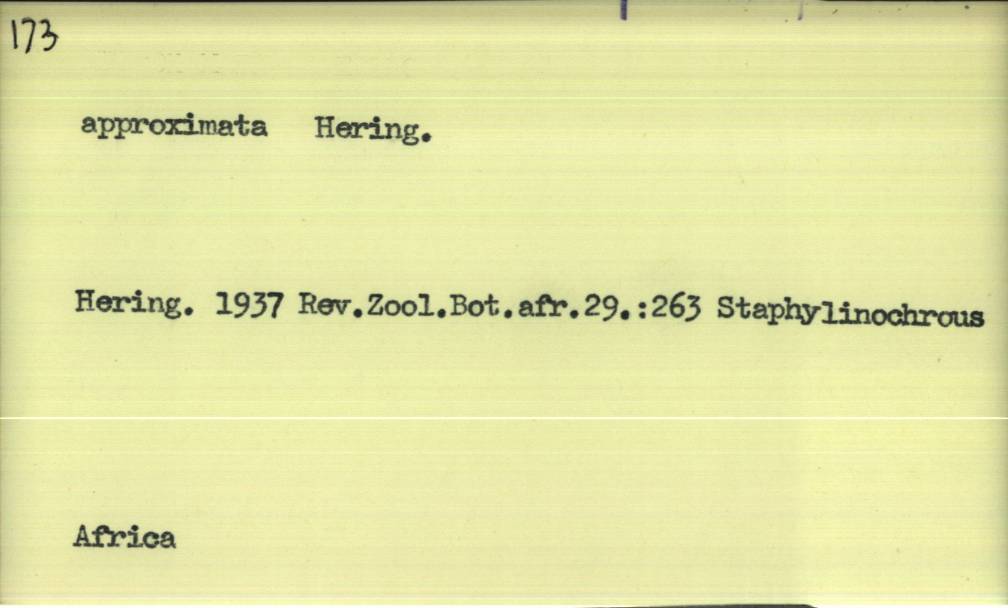 173
approximata Hering.
Hering. 1937 Rev.Zool.Bot.afr.29.:263 Staphylinochrous
Africa